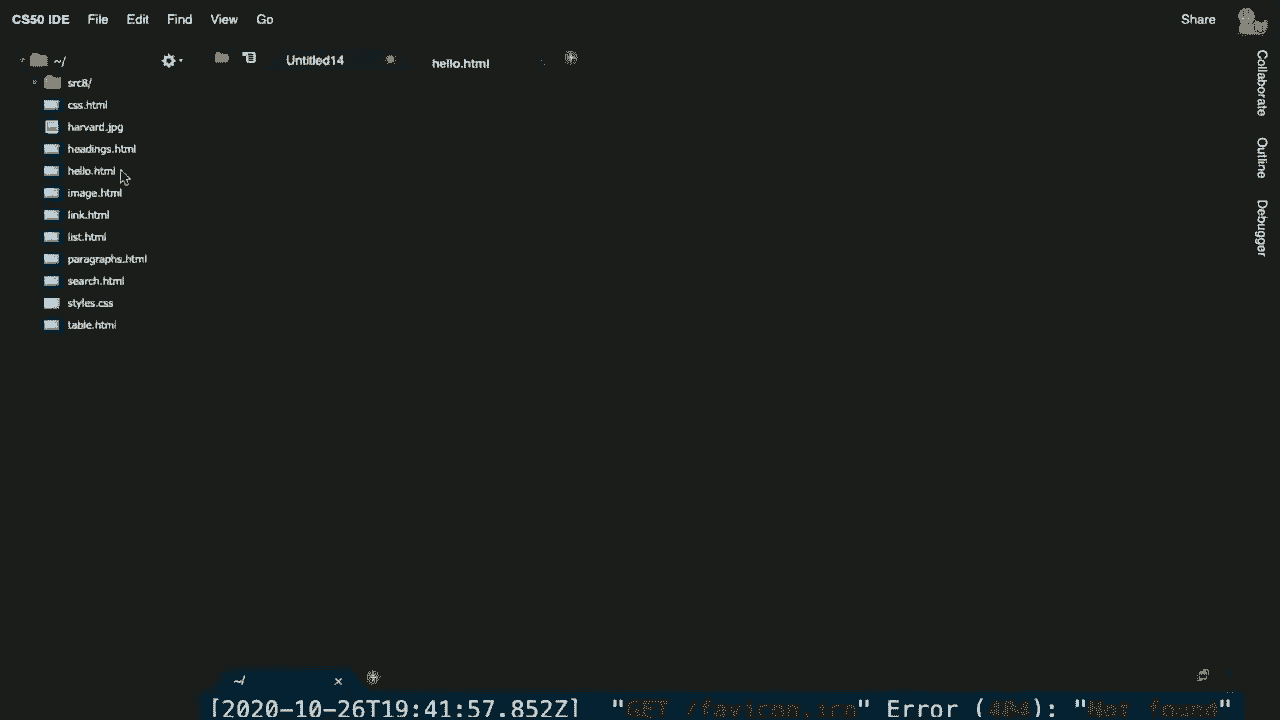 CS50 IDE File Edit Find View Go Share
~/ Untitled14 hello.html
src8/
css.html
harvard.jpg
headings.html
hello.html
image.html
link.html
list.html
paragraphs.html
search.html
styles.css
table.html
Collaborate
Outline
Debugger
~/ ×
[2020-10-26T19:41:57.852Z] "GET /favicon.ico" Error (404): "Not found"